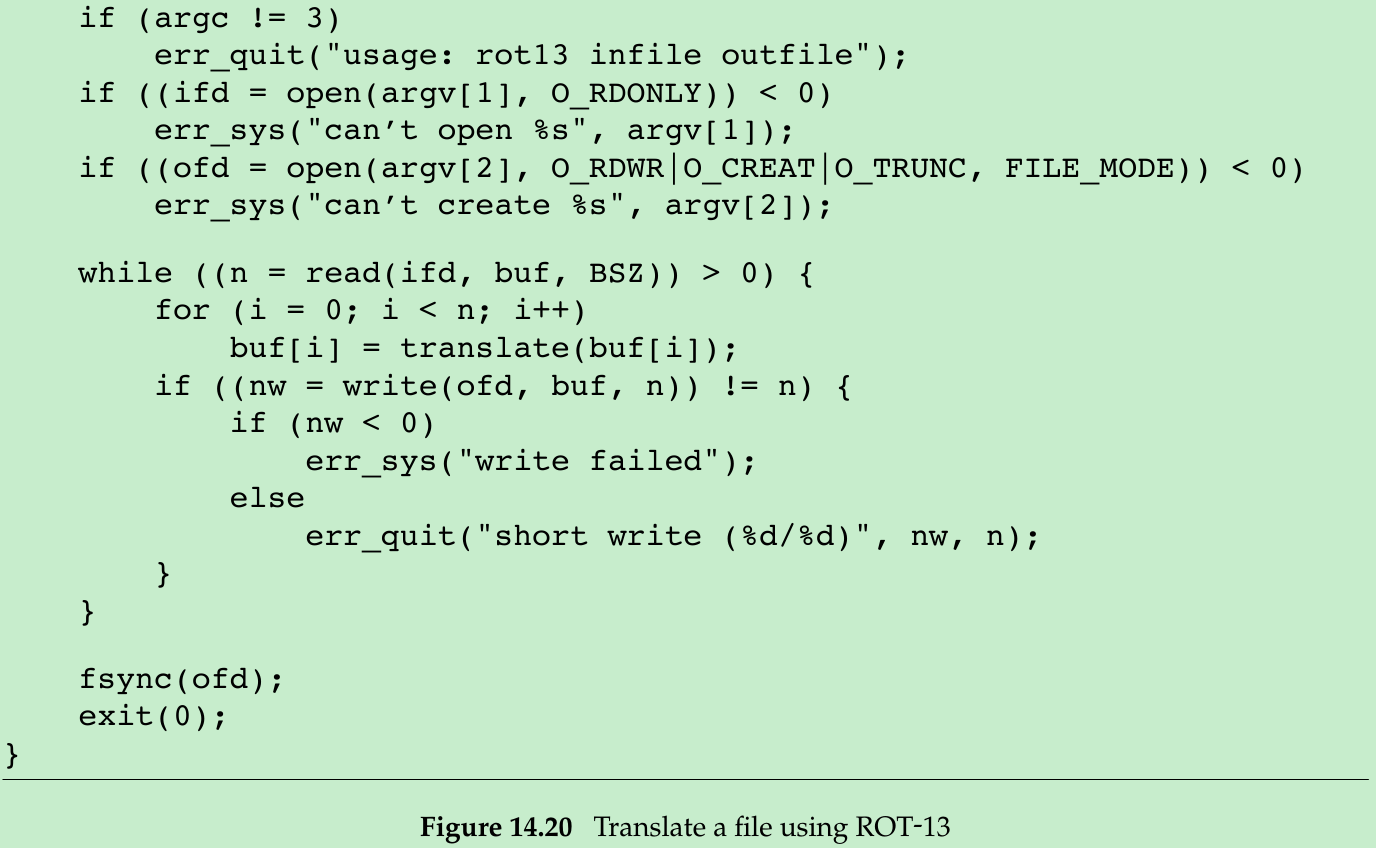 if (argc != 3)
        err_quit("usage: rot13 infile outfile");
    if ((ifd = open(argv[1], O_RDONLY)) < 0)
        err_sys("can't open %s", argv[1]);
    if ((ofd = open(argv[2], O_RDWR|O_CREAT|O_TRUNC, FILE_MODE)) < 0)
        err_sys("can't create %s", argv[2]);

    while ((n = read(ifd, buf, BSZ)) > 0) {
        for (i = 0; i < n; i++)
            buf[i] = translate(buf[i]);
        if ((nw = write(ofd, buf, n)) != n) {
            if (nw < 0)
                err_sys("write failed");
            else
                err_quit("short write (%d/%d)", nw, n);
        }
    }

    fsync(ofd);
    exit(0);
}
Figure 14.20 Translate a file using ROT-13